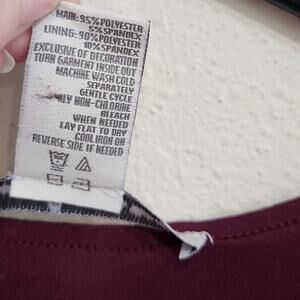 MAIN: 95% POLYESTER
5% SPANDEX
LINING: 90% POLYESTER
10% SPANDEX
EXCLUSIVE OF DECORATION
TURN GARMENT INSIDE OUT
MACHINE WASH COLD
SEPARATELY
GENTLE CYCLE
ONLY NON-CHLORINE
BLEACH
WHEN NEEDED
LAY FLAT TO DRY
COOL IRON ON
REVERSE SIDE IF NEEDED